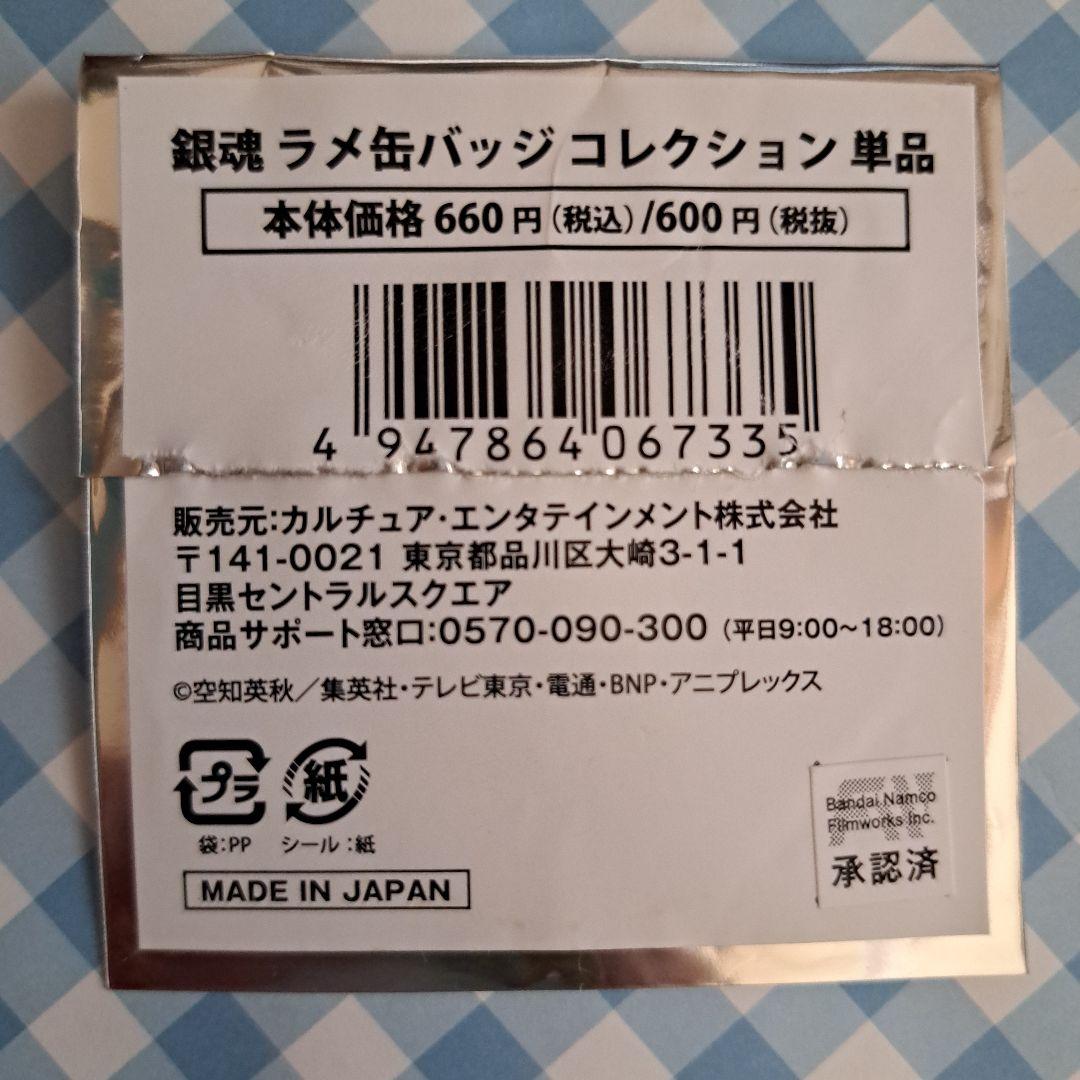 銀魂 ラメ缶バッジ コレクション 単品
本体価格 660 円（税込）/600 円（税抜）
4 947864 067335
販売元：カルチュア・エンタテインメント株式会社
〒141-0021 東京都品川区大崎3-1-1
目黒セントラルスクエア
商品サポート窓口：0570-090-300（平日9:00～18:00）
©空知英秋／集英社・テレビ東京・電通・BNP・アニプレックス
プラ 紙
袋：PP シール：紙
MADE IN JAPAN
Bandai Namco
Filmworks Inc.
承認済